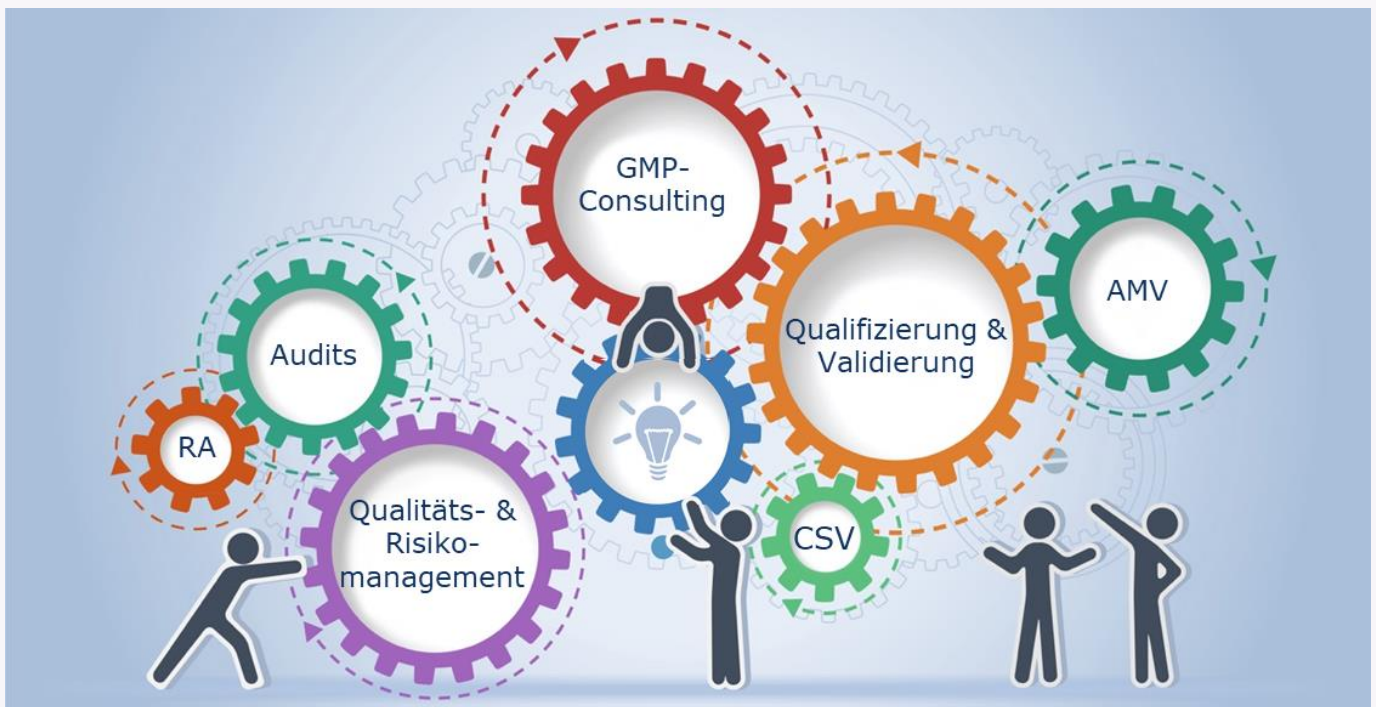 GMP-
Consulting
Qualifizierung &
Validierung
AMV
Audits
RA
Qualitäts- &
Risiko-
management
CSV